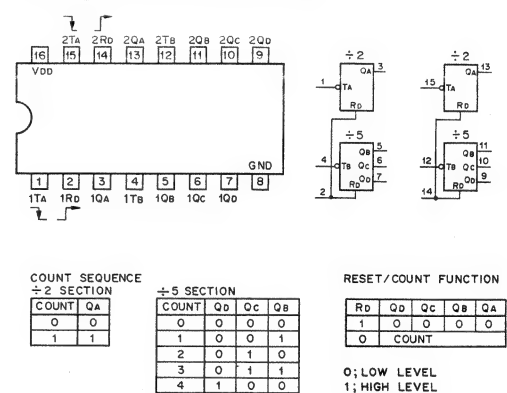 2TA 2RD 2QA 2TB 2QB 2QC 2QD
16 15 14 13 12 11 10 9
VDD
GND
1 2 3 4 5 6 7 8
1TA 1RD 1QA 1TB 1QB 1QC 1QD
÷2
1 TA QA 3
RD
÷5
4 TB QB 5
QC 6
QD 7
2 RD
÷2
15 TA QA 13
RD
÷5
12 TB QB 11
QC 10
QD 9
14 RD
COUNT SEQUENCE
÷2 SECTION
COUNT QA
0 0
1 1
÷5 SECTION
COUNT QD QC QB
0 0 0 0
1 0 0 1
2 0 1 0
3 0 1 1
4 1 0 0
RESET/COUNT FUNCTION
RD QD QC QB QA
1 0 0 0 0
0 COUNT
0; LOW LEVEL
1; HIGH LEVEL